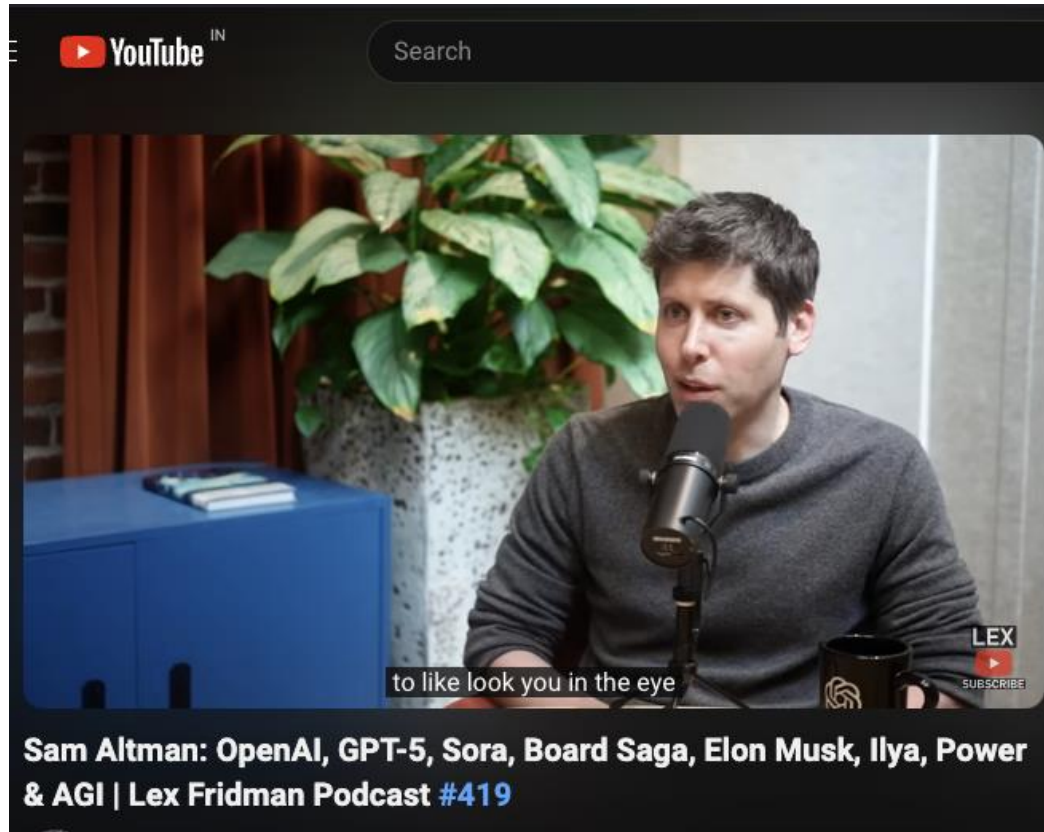 YouTube IN
Search
LEX
SUBSCRIBE
to like look you in the eye
Sam Altman: OpenAI, GPT-5, Sora, Board Saga, Elon Musk, Ilya, Power
& AGI | Lex Fridman Podcast #419